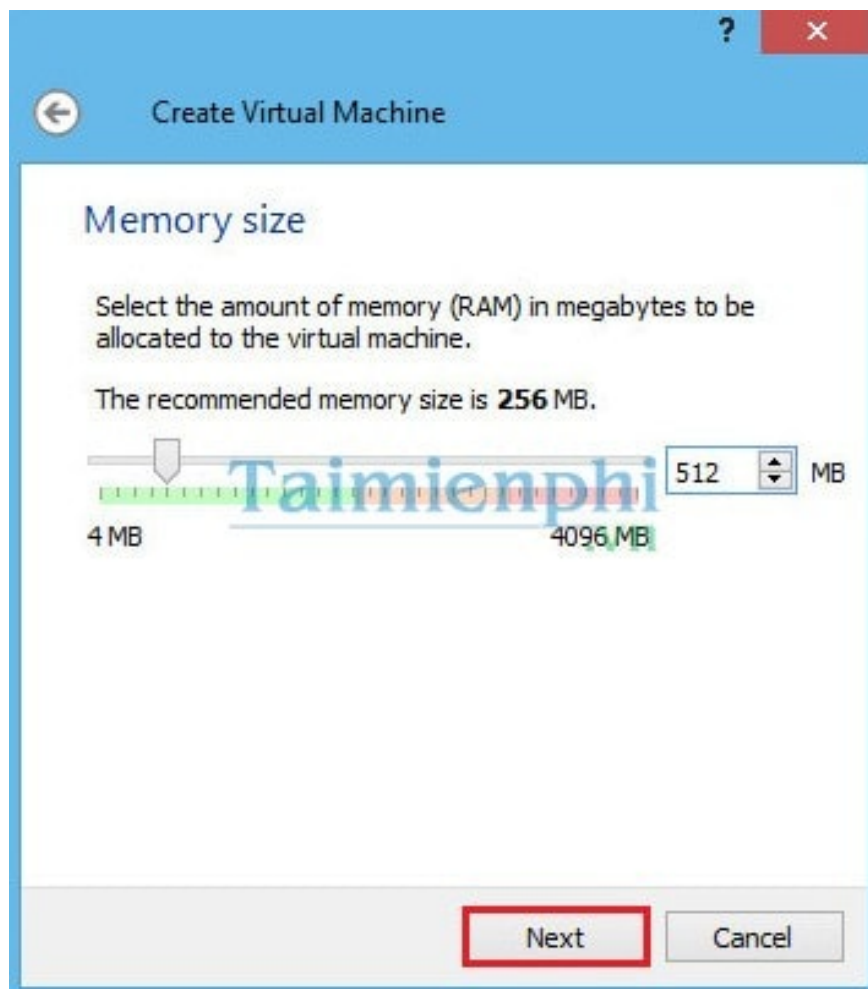 ?
Create Virtual Machine
Memory size
Select the amount of memory (RAM) in megabytes to be
allocated to the virtual machine.
The recommended memory size is 256 MB.
Taimienphi
.vn
512 MB
4 MB 4096 MB
Next Cancel